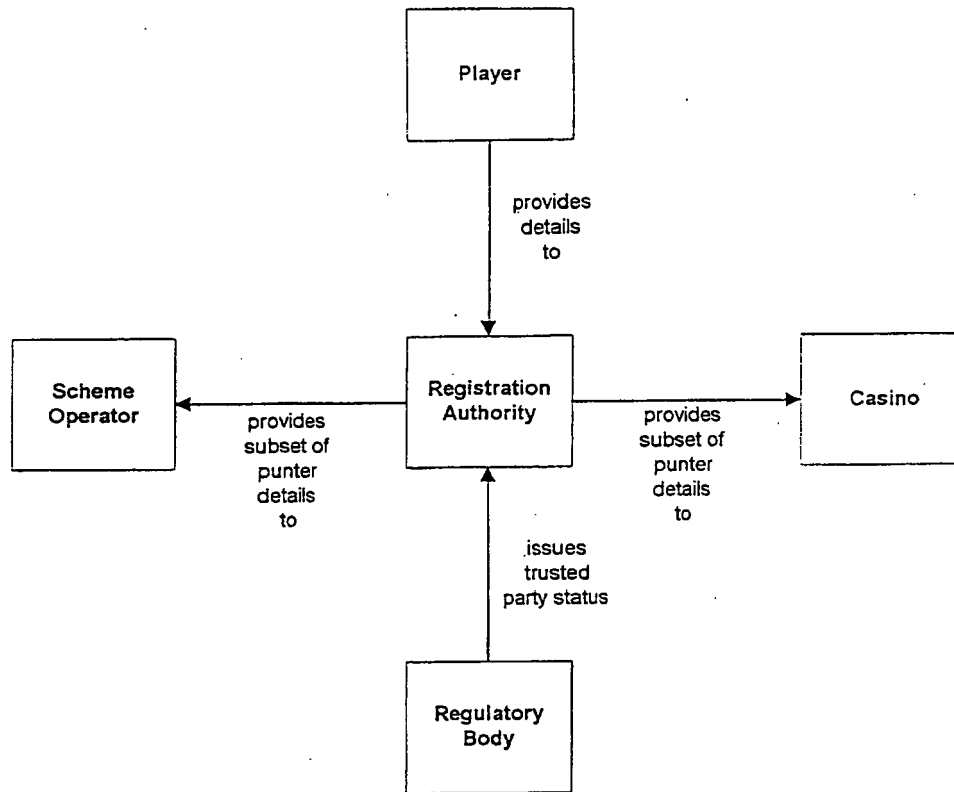 Player
provides
details
to
Scheme
Operator
provides
subset of
punter
details
to
Registration
Authority
provides
subset of
punter
details
to
Casino
issues
trusted
party status
Regulatory
Body